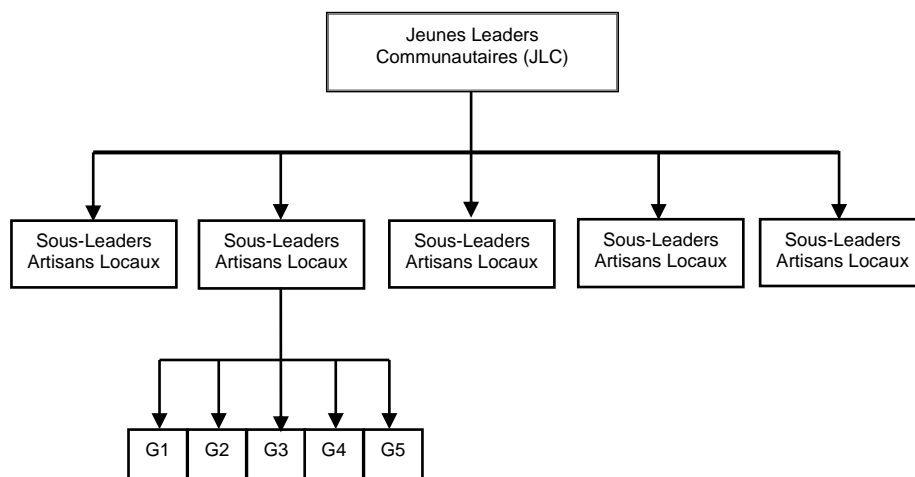 Jeunes Leaders
Communautaires (JLC)
Sous-Leaders
Artisans Locaux
Sous-Leaders
Artisans Locaux
Sous-Leaders
Artisans Locaux
Sous-Leaders
Artisans Locaux
Sous-Leaders
Artisans Locaux
G1
G2
G3
G4
G5